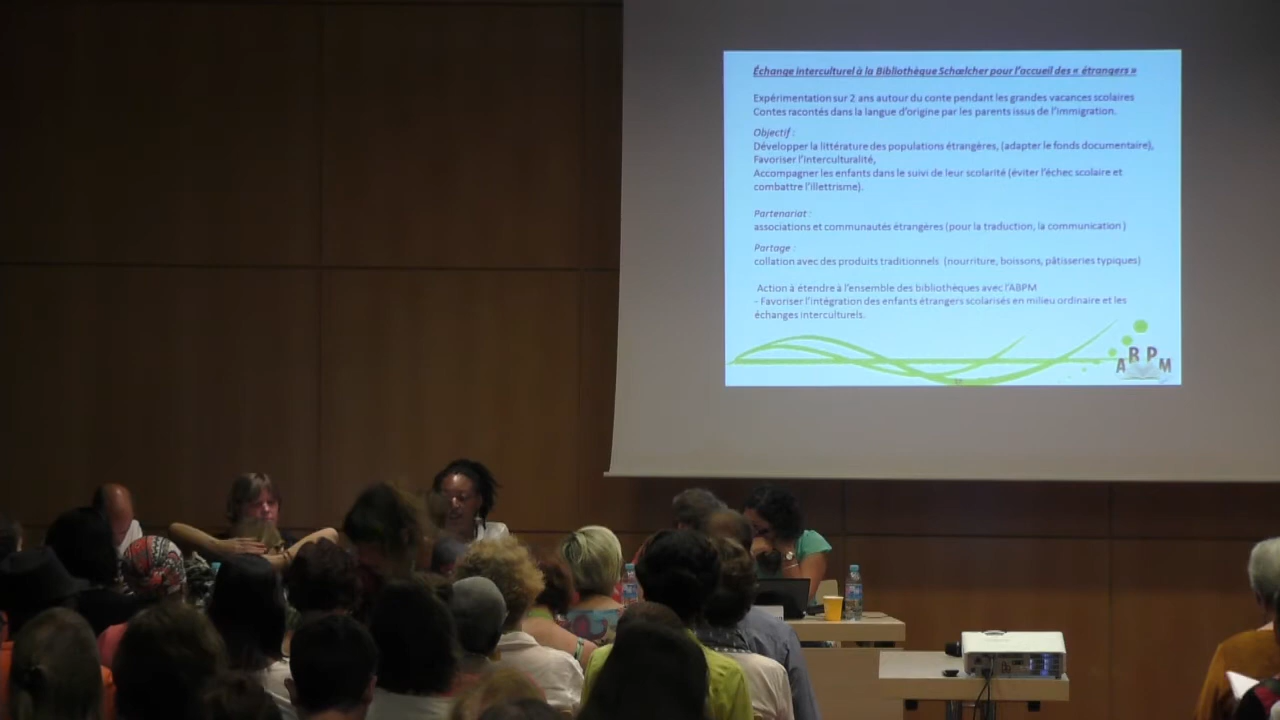 Échange interculturel à la Bibliothèque Schœlcher pour l'accueil des « étrangers »
Expérimentation sur 2 ans autour du conte pendant les grandes vacances scolaires
Contes racontés dans la langue d'origine par les parents issus de l'immigration.
Objectif :
Développer la littérature des populations étrangères, (adapter le fonds documentaire),
Favoriser l'interculturalité,
Accompagner les enfants dans le suivi de leur scolarité (éviter l'échec scolaire et
combattre l'illettrisme).
Partenariat :
associations et communautés étrangères (pour la traduction, la communication)
Partage :
collation avec des produits traditionnels (nourriture, boissons, pâtisseries typiques)
Action à étendre à l'ensemble des bibliothèques avec l'ABPM
- Favoriser l'intégration des enfants étrangers scolarisés en milieu ordinaire et les
échanges interculturels.
ABPM